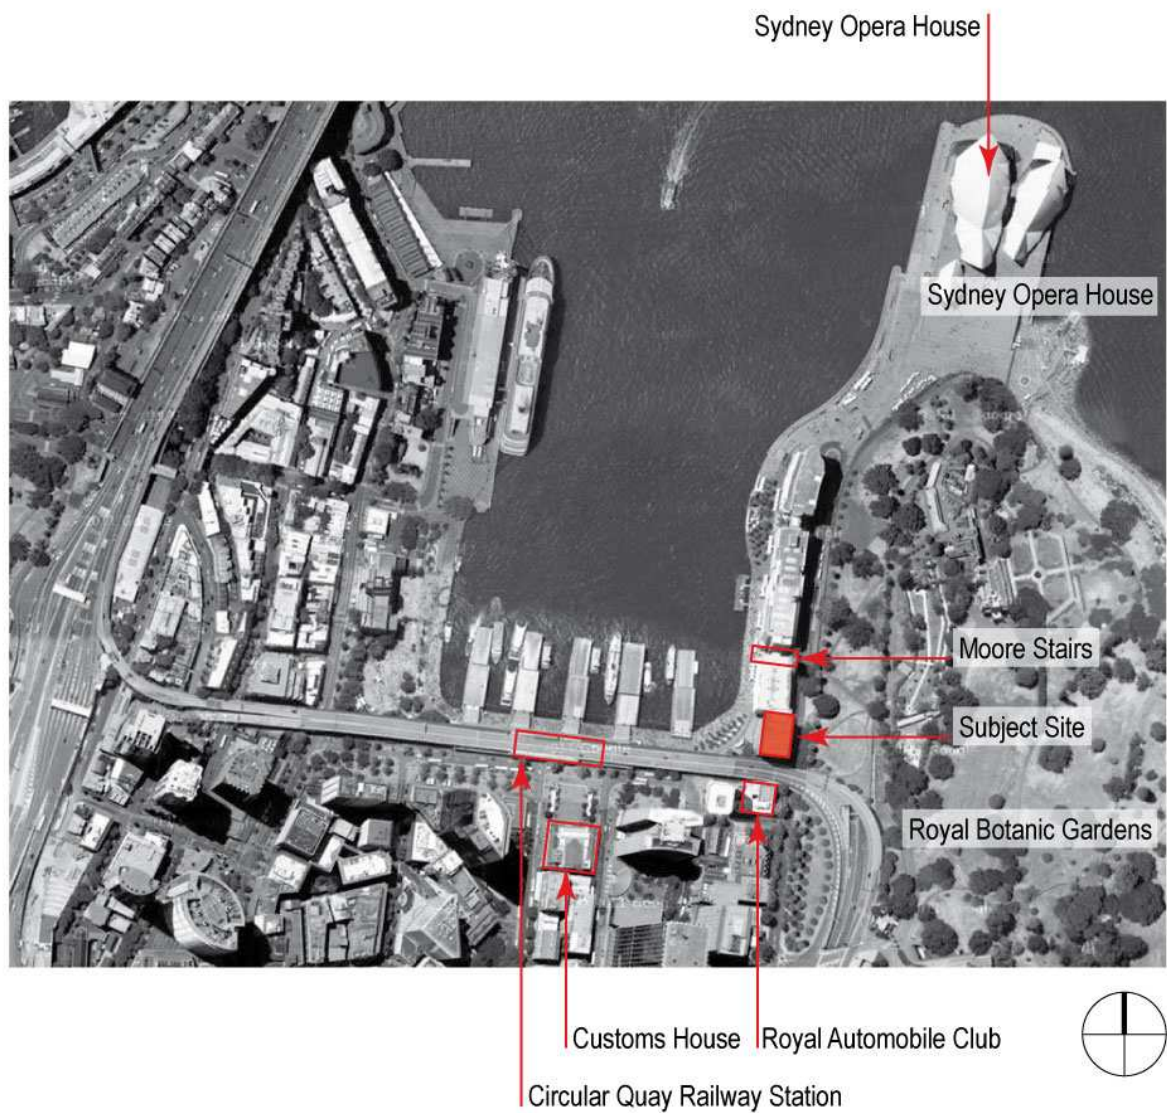 Sydney Opera House
Sydney Opera House
Moore Stairs
Subject Site
Royal Botanic Gardens
Customs House
Royal Automobile Club
Circular Quay Railway Station